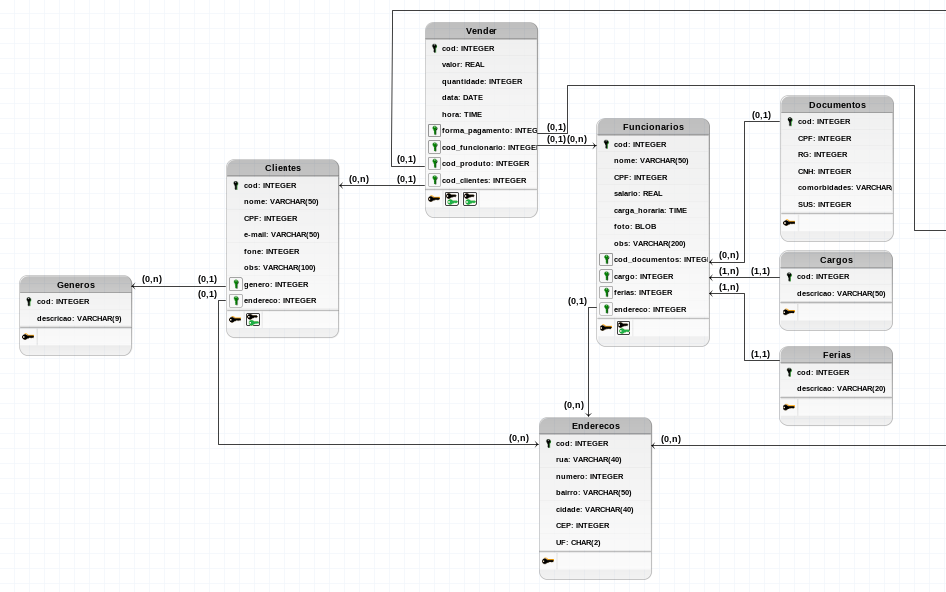 Vender
cod: INTEGER
valor: REAL
quantidade: INTEGER
data: DATE
hora: TIME
forma_pagamento: INTEG
cod_funcionario: INTEGE
cod_produto: INTEGER
cod_clientes: INTEGER
(0,1)
(0,1)
(0,n)
(0,1)
(0,1)
(0,n)
Clientes
cod: INTEGER
nome: VARCHAR(50)
CPF: INTEGER
e-mail: VARCHAR(50)
fone: INTEGER
obs: VARCHAR(100)
genero: INTEGER
endereco: INTEGER
(0,n)
(0,1)
(0,1)
Generos
cod: INTEGER
descricao: VARCHAR(9)
Funcionarios
cod: INTEGER
nome: VARCHAR(50)
CPF: INTEGER
salario: REAL
carga_horaria: TIME
foto: BLOB
obs: VARCHAR(200)
cod_documentos: INTEG
cargo: INTEGER
ferias: INTEGER
endereco: INTEGER
(0,1)
(0,n)
(0,1)
(0,n)
(1,n)
(1,1)
(1,n)
(1,1)
Documentos
cod: INTEGER
CPF: INTEGER
RG: INTEGER
CNH: INTEGER
comorbidades: VARCHAR
SUS: INTEGER
Cargos
cod: INTEGER
descricao: VARCHAR(50)
Ferias
cod: INTEGER
descricao: VARCHAR(20)
(0,n)
(0,n)
Enderecos
cod: INTEGER
rua: VARCHAR(40)
numero: INTEGER
bairro: VARCHAR(50)
cidade: VARCHAR(40)
CEP: INTEGER
UF: CHAR(2)